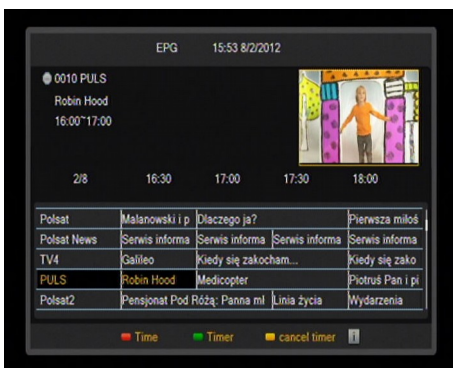 EPG 15:53 8/2/2012
0010 PULS
Robin Hood
16:00~17:00
2/8 16:30 17:00 17:30 18:00
Polsat Malanowski i p Dlaczego ja? Pierwsza miłoś
Polsat News Serwis informa Serwis informa Serwis informa Serwis informa
TV4 Galileo Kiedy się zakocham... Kiedy się zako
PULS Robin Hood Medicopter Piotruś Pan i pi
Polsat2 Pensjonat Pod Różą: Panna mł Linia życia Wydarzenia
Time Timer cancel timer i